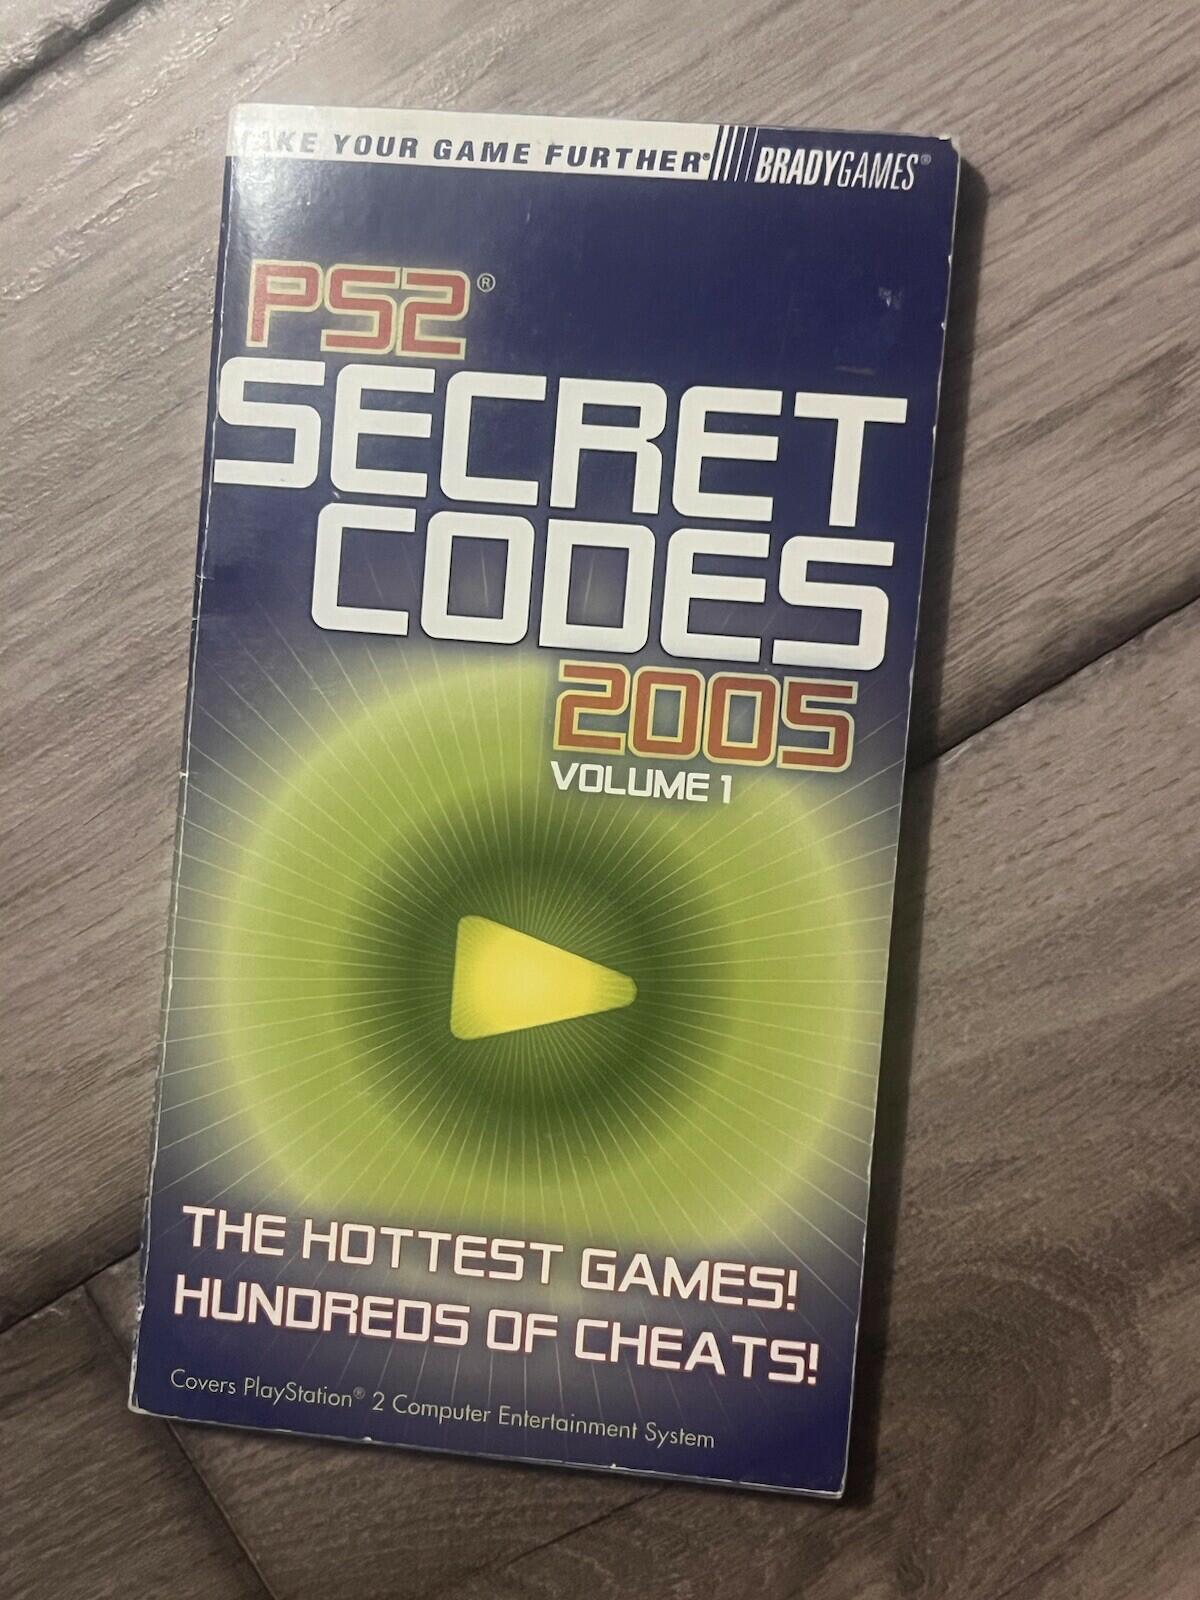 TAKE YOUR GAME FURTHER® BRADYGAMES®
PS2®
SECRET
CODES
2005
VOLUME 1
THE HOTTEST GAMES!
HUNDREDS OF CHEATS!
Covers PlayStation® 2 Computer Entertainment System